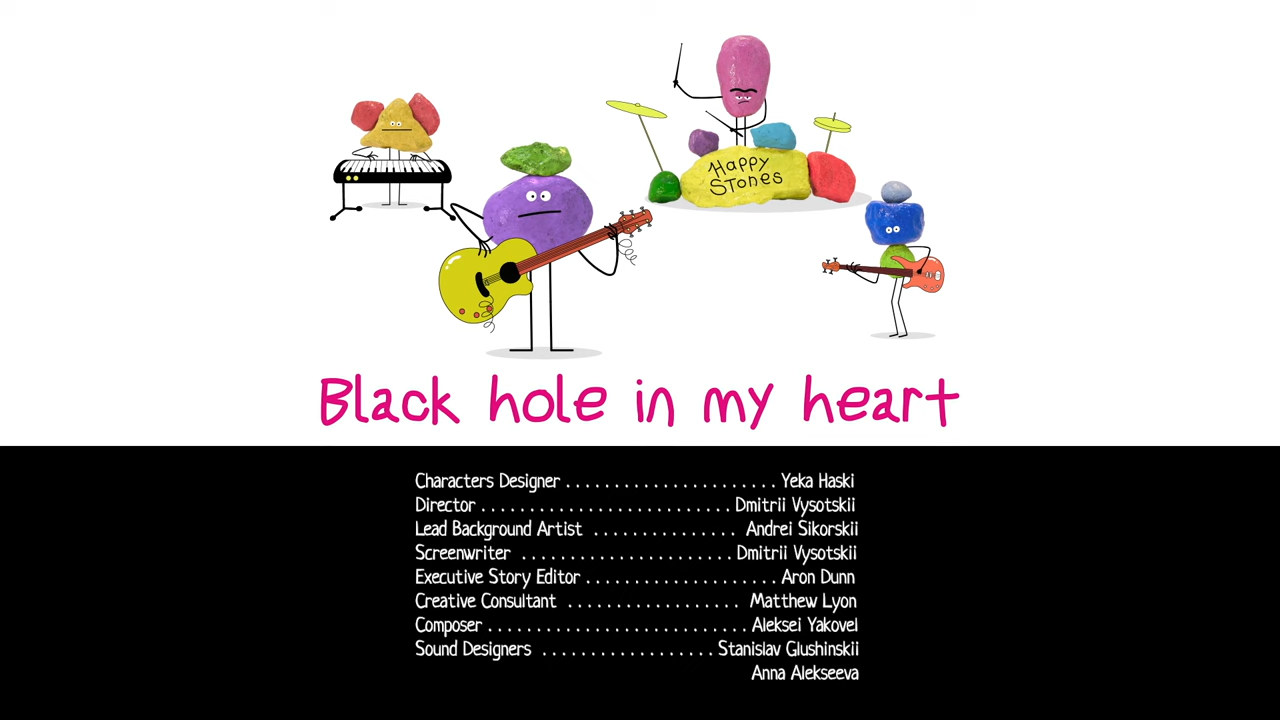 Happy
Stones
Black hole in my heart
Characters Designer . . . . . . . . . . . . . . . . . . . . . . Yeka Haski
Director . . . . . . . . . . . . . . . . . . . . . . . . . . Dmitrii Vysotskii
Lead Background Artist . . . . . . . . . . . . . . . Andrei Sikorskii
Screenwriter . . . . . . . . . . . . . . . . . . . . . . Dmitrii Vysotskii
Executive Story Editor . . . . . . . . . . . . . . . . . . . . Aron Dunn
Creative Consultant . . . . . . . . . . . . . . . . . . Matthew Lyon
Composer . . . . . . . . . . . . . . . . . . . . . . . . . . . Aleksei Yakovel
Sound Designers . . . . . . . . . . . . . . . . . . Stanislav Glushinskii
Anna Alekseeva